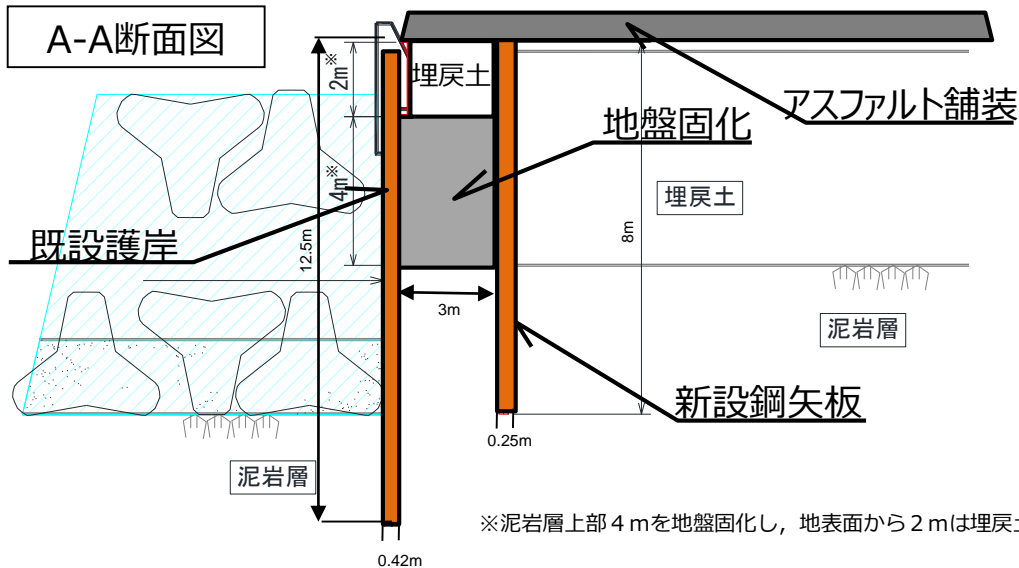 A-A断面図
2m※
埋戻土
アスファルト舗装
地盤固化
4m※
埋戻土
既設護岸
12.5m
8m
3m
泥岩層
新設鋼矢板
0.25m
泥岩層
※泥岩層上部４ｍを地盤固化し，地表面から２ｍは埋戻土
0.42m